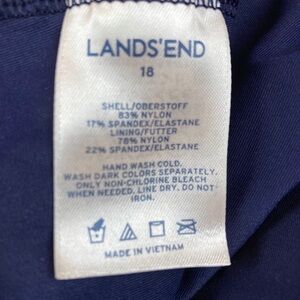 LANDS'END
18
SHELL/OBERSTOFF
83% NYLON
17% SPANDEX/ELASTANE
LINING/FUTTER
78% NYLON
22% SPANDEX/ELASTANE
HAND WASH COLD.
WASH DARK COLORS SEPARATELY.
ONLY NON-CHLORINE BLEACH
WHEN NEEDED. LINE DRY. DO NOT
IRON.
MADE IN VIETNAM